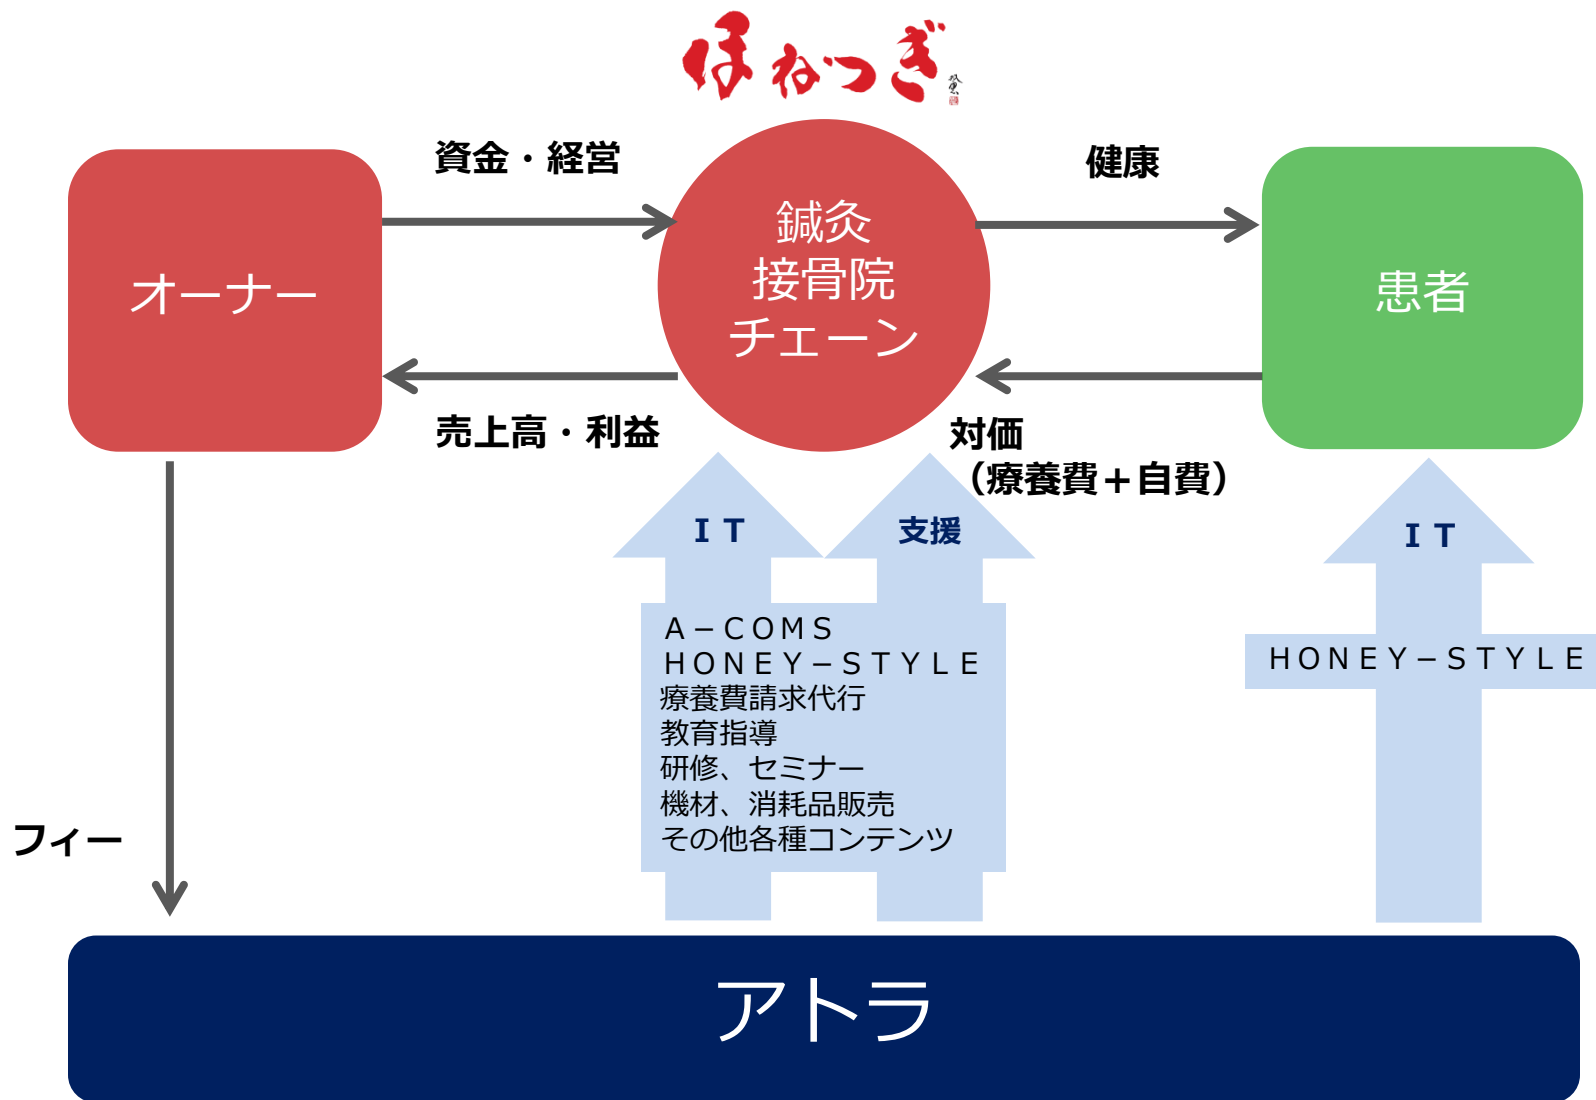 ほねつぎ
資金・経営
健康
オーナー
鍼灸
接骨院
チェーン
患者
売上高・利益
対価
（療養費＋自費）
ＩＴ
支援
ＩＴ
Ａ－ＣＯＭＳ
ＨＯＮＥＹ－ＳＴＹＬＥ
療養費請求代行
教育指導
研修、セミナー
機材、消耗品販売
その他各種コンテンツ
ＨＯＮＥＹ－ＳＴＹＬＥ
フィー
アトラ